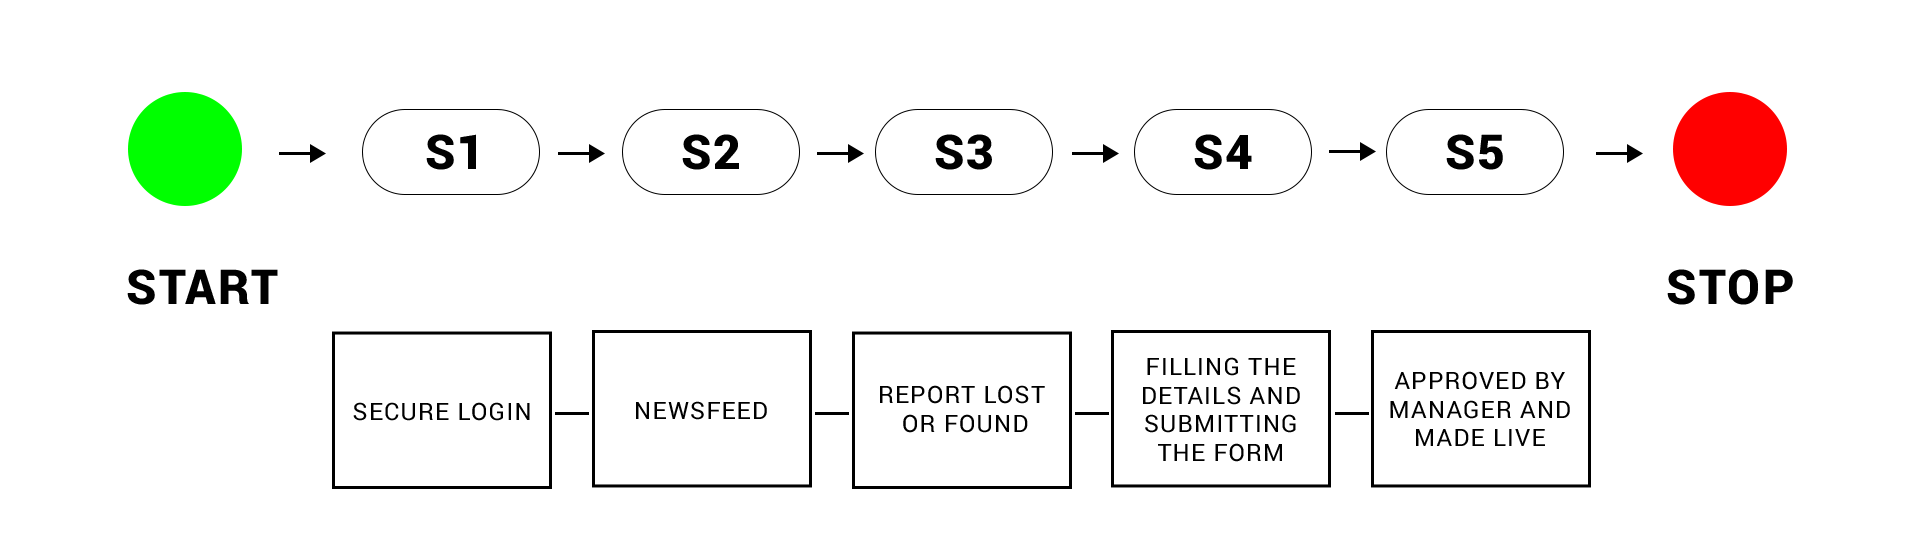 S1
S2
S3
S4
S5
START
STOP
SECURE LOGIN
NEWSFEED
REPORT LOST
OR FOUND
FILLING THE
DETAILS AND
SUBMITTING
THE FORM
APPROVED BY
MANAGER AND
MADE LIVE